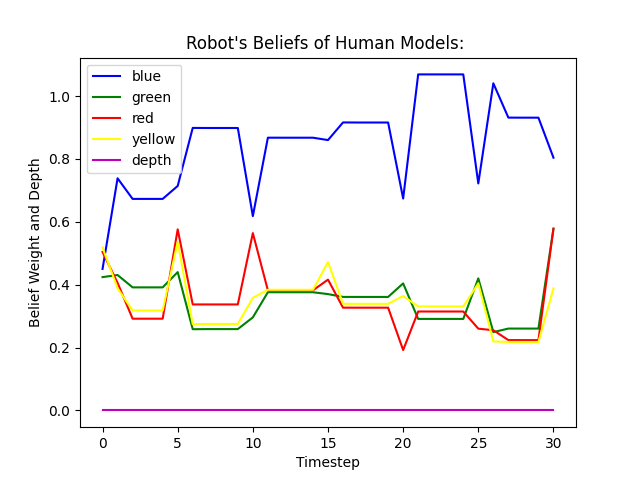 Robot's Beliefs of Human Models:
blue
green
red
yellow
depth
1.0
0.8
0.6
0.4
0.2
0.0
Belief Weight and Depth
0 5 10 15 20 25 30
Timestep